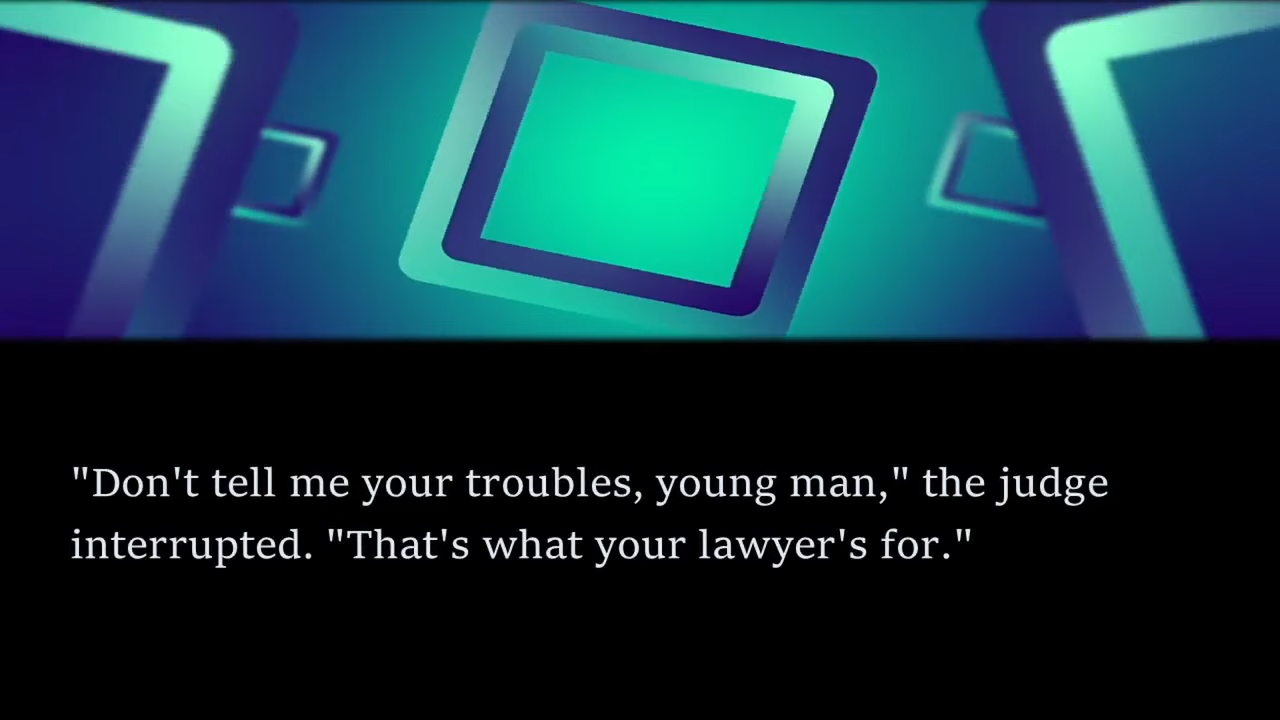 "Don't tell me your troubles, young man," the judge
interrupted. "That's what your lawyer's for."